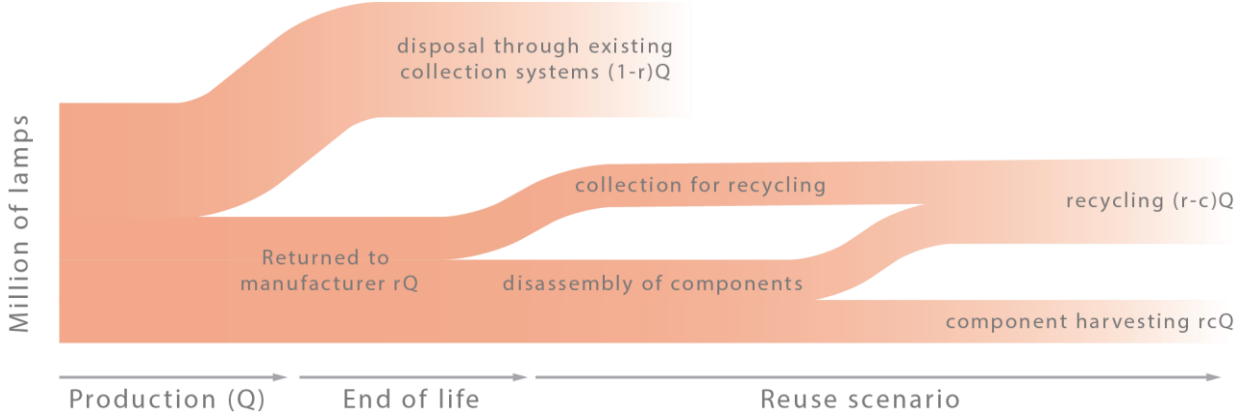 disposal through existing
collection systems (1-r)Q
collection for recycling
recycling (r-c)Q
Returned to
manufacturer rQ
disassembly of components
component harvesting rcQ
Million of lamps
Production (Q)
End of life
Reuse scenario